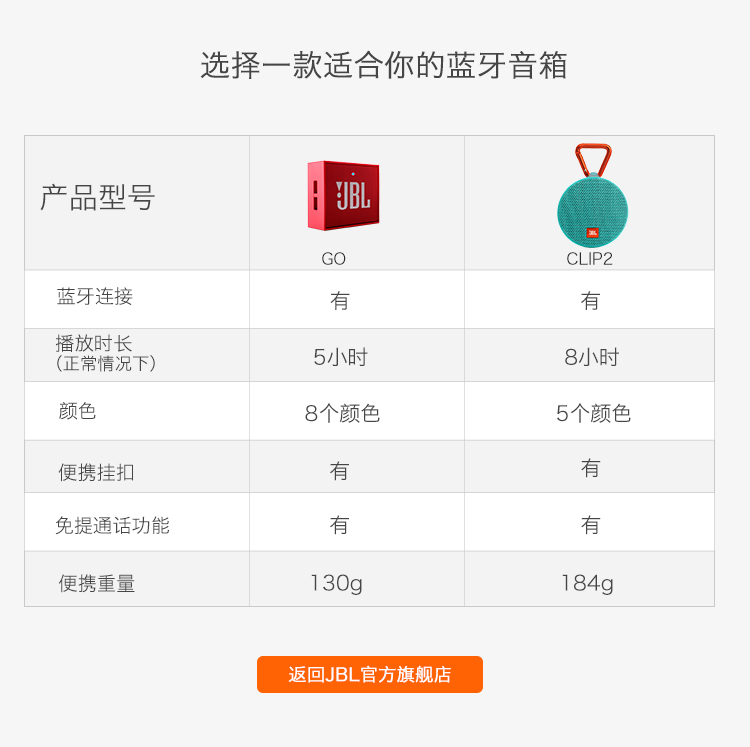 选择一款适合你的蓝牙音箱
产品型号
JBL
GO
JBL
CLIP2
蓝牙连接 有 有
播放时长
(正常情况下) 5小时 8小时
颜色 8个颜色 5个颜色
便携挂扣 有 有
免提通话功能 有 有
便携重量 130g 184g
返回JBL官方旗舰店